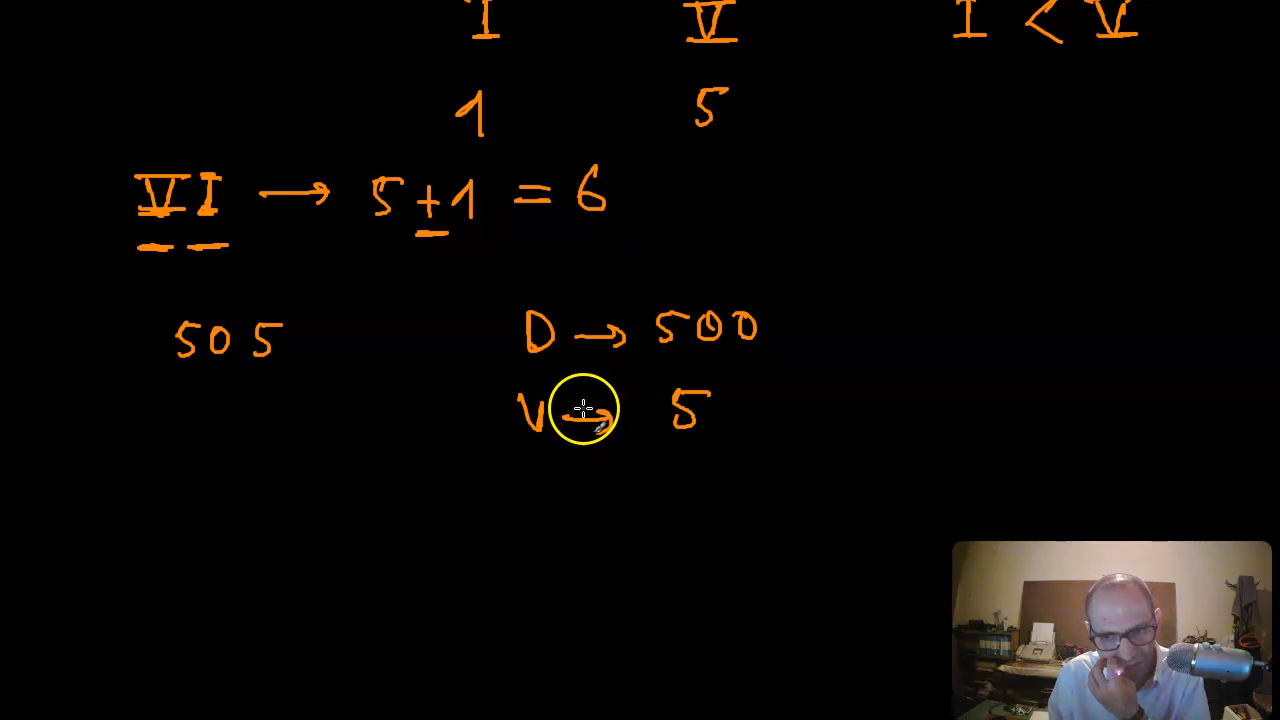 I V I < V
1 5
VI → 5 + 1 = 6
505 D → 500
V → 5